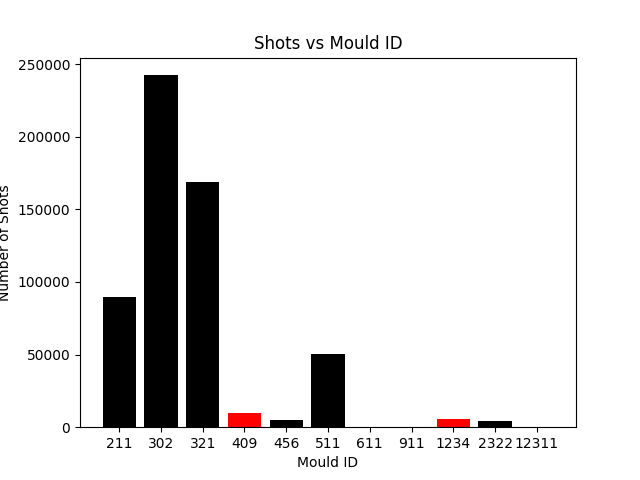 Shots vs Mould ID
250000
200000
150000
100000
50000
0
Number of Shots
211 302 321 409 456 511 611 911 1234 2322 12311
Mould ID